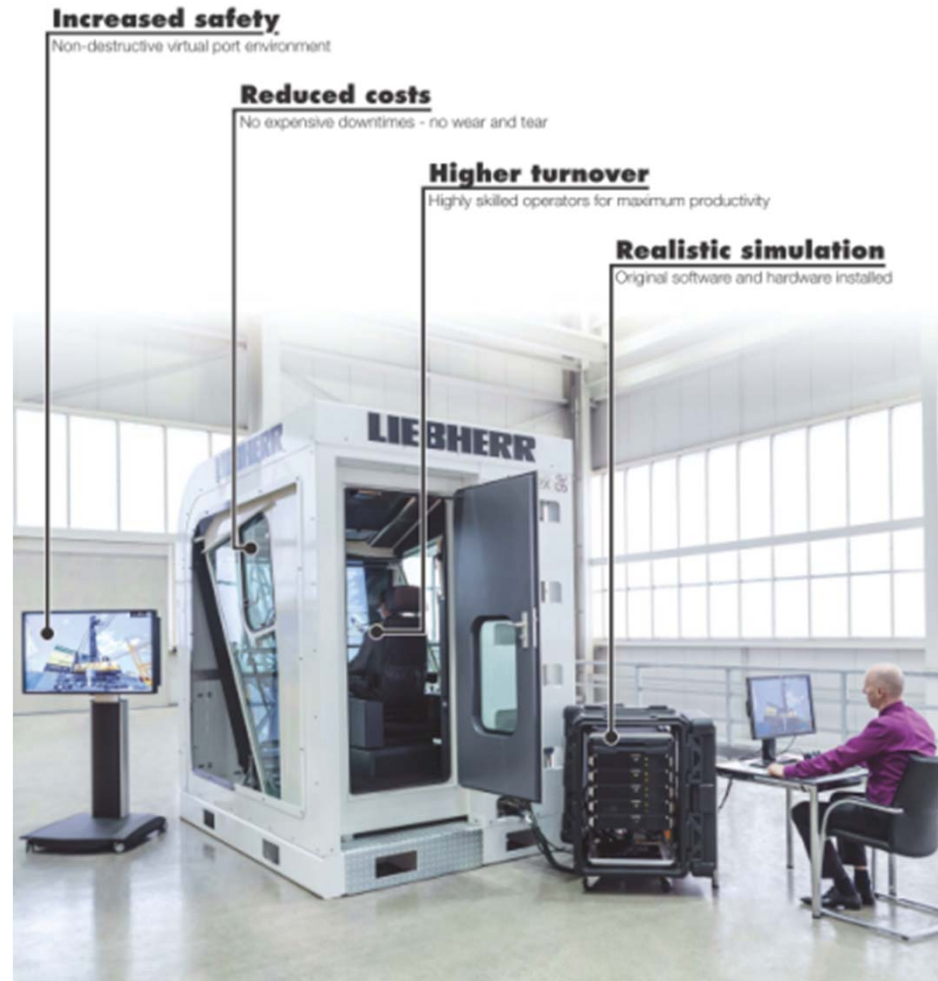 Increased safety
Non-destructive virtual port environment
Reduced costs
No expensive downtimes - no wear and tear
Higher turnover
Highly skilled operators for maximum productivity
Realistic simulation
Original software and hardware installed
LIEBHERR
LIEBHERR